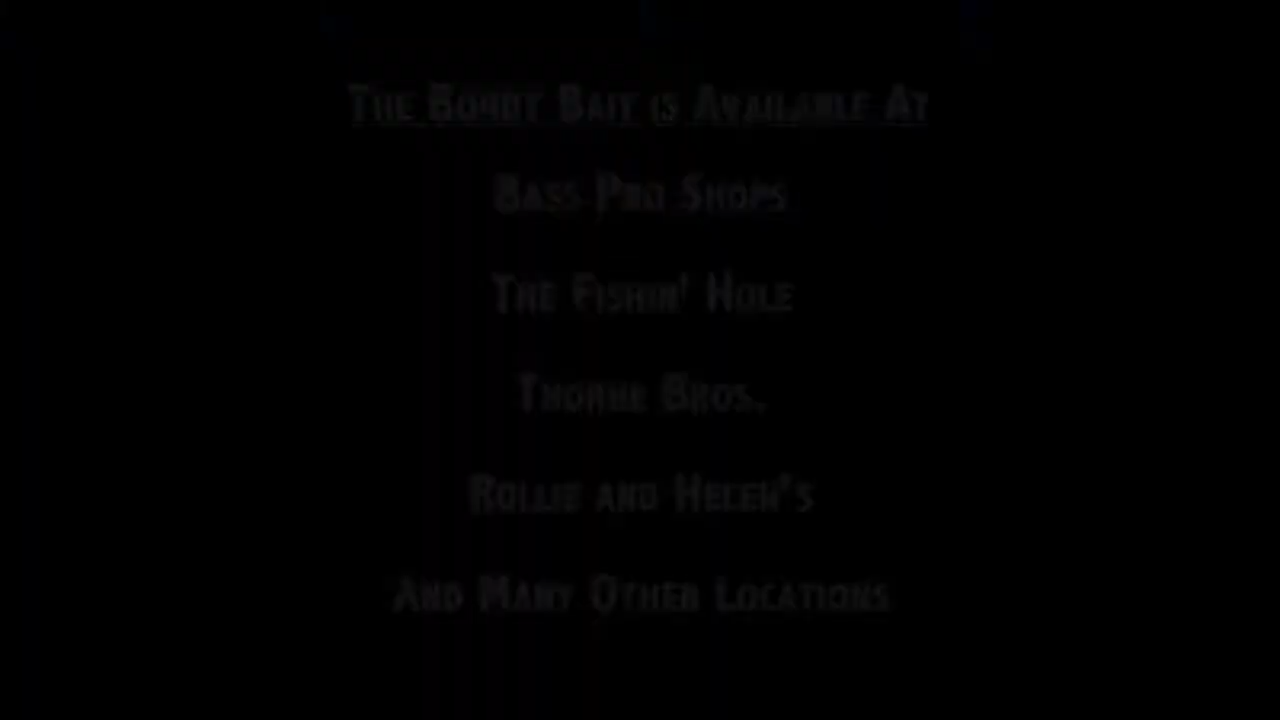 The Bondy Bait is Available At
Bass Pro Shops
The Fishin' Hole
Thorne Bros.
Rollie and Helen's
And Many Other Locations